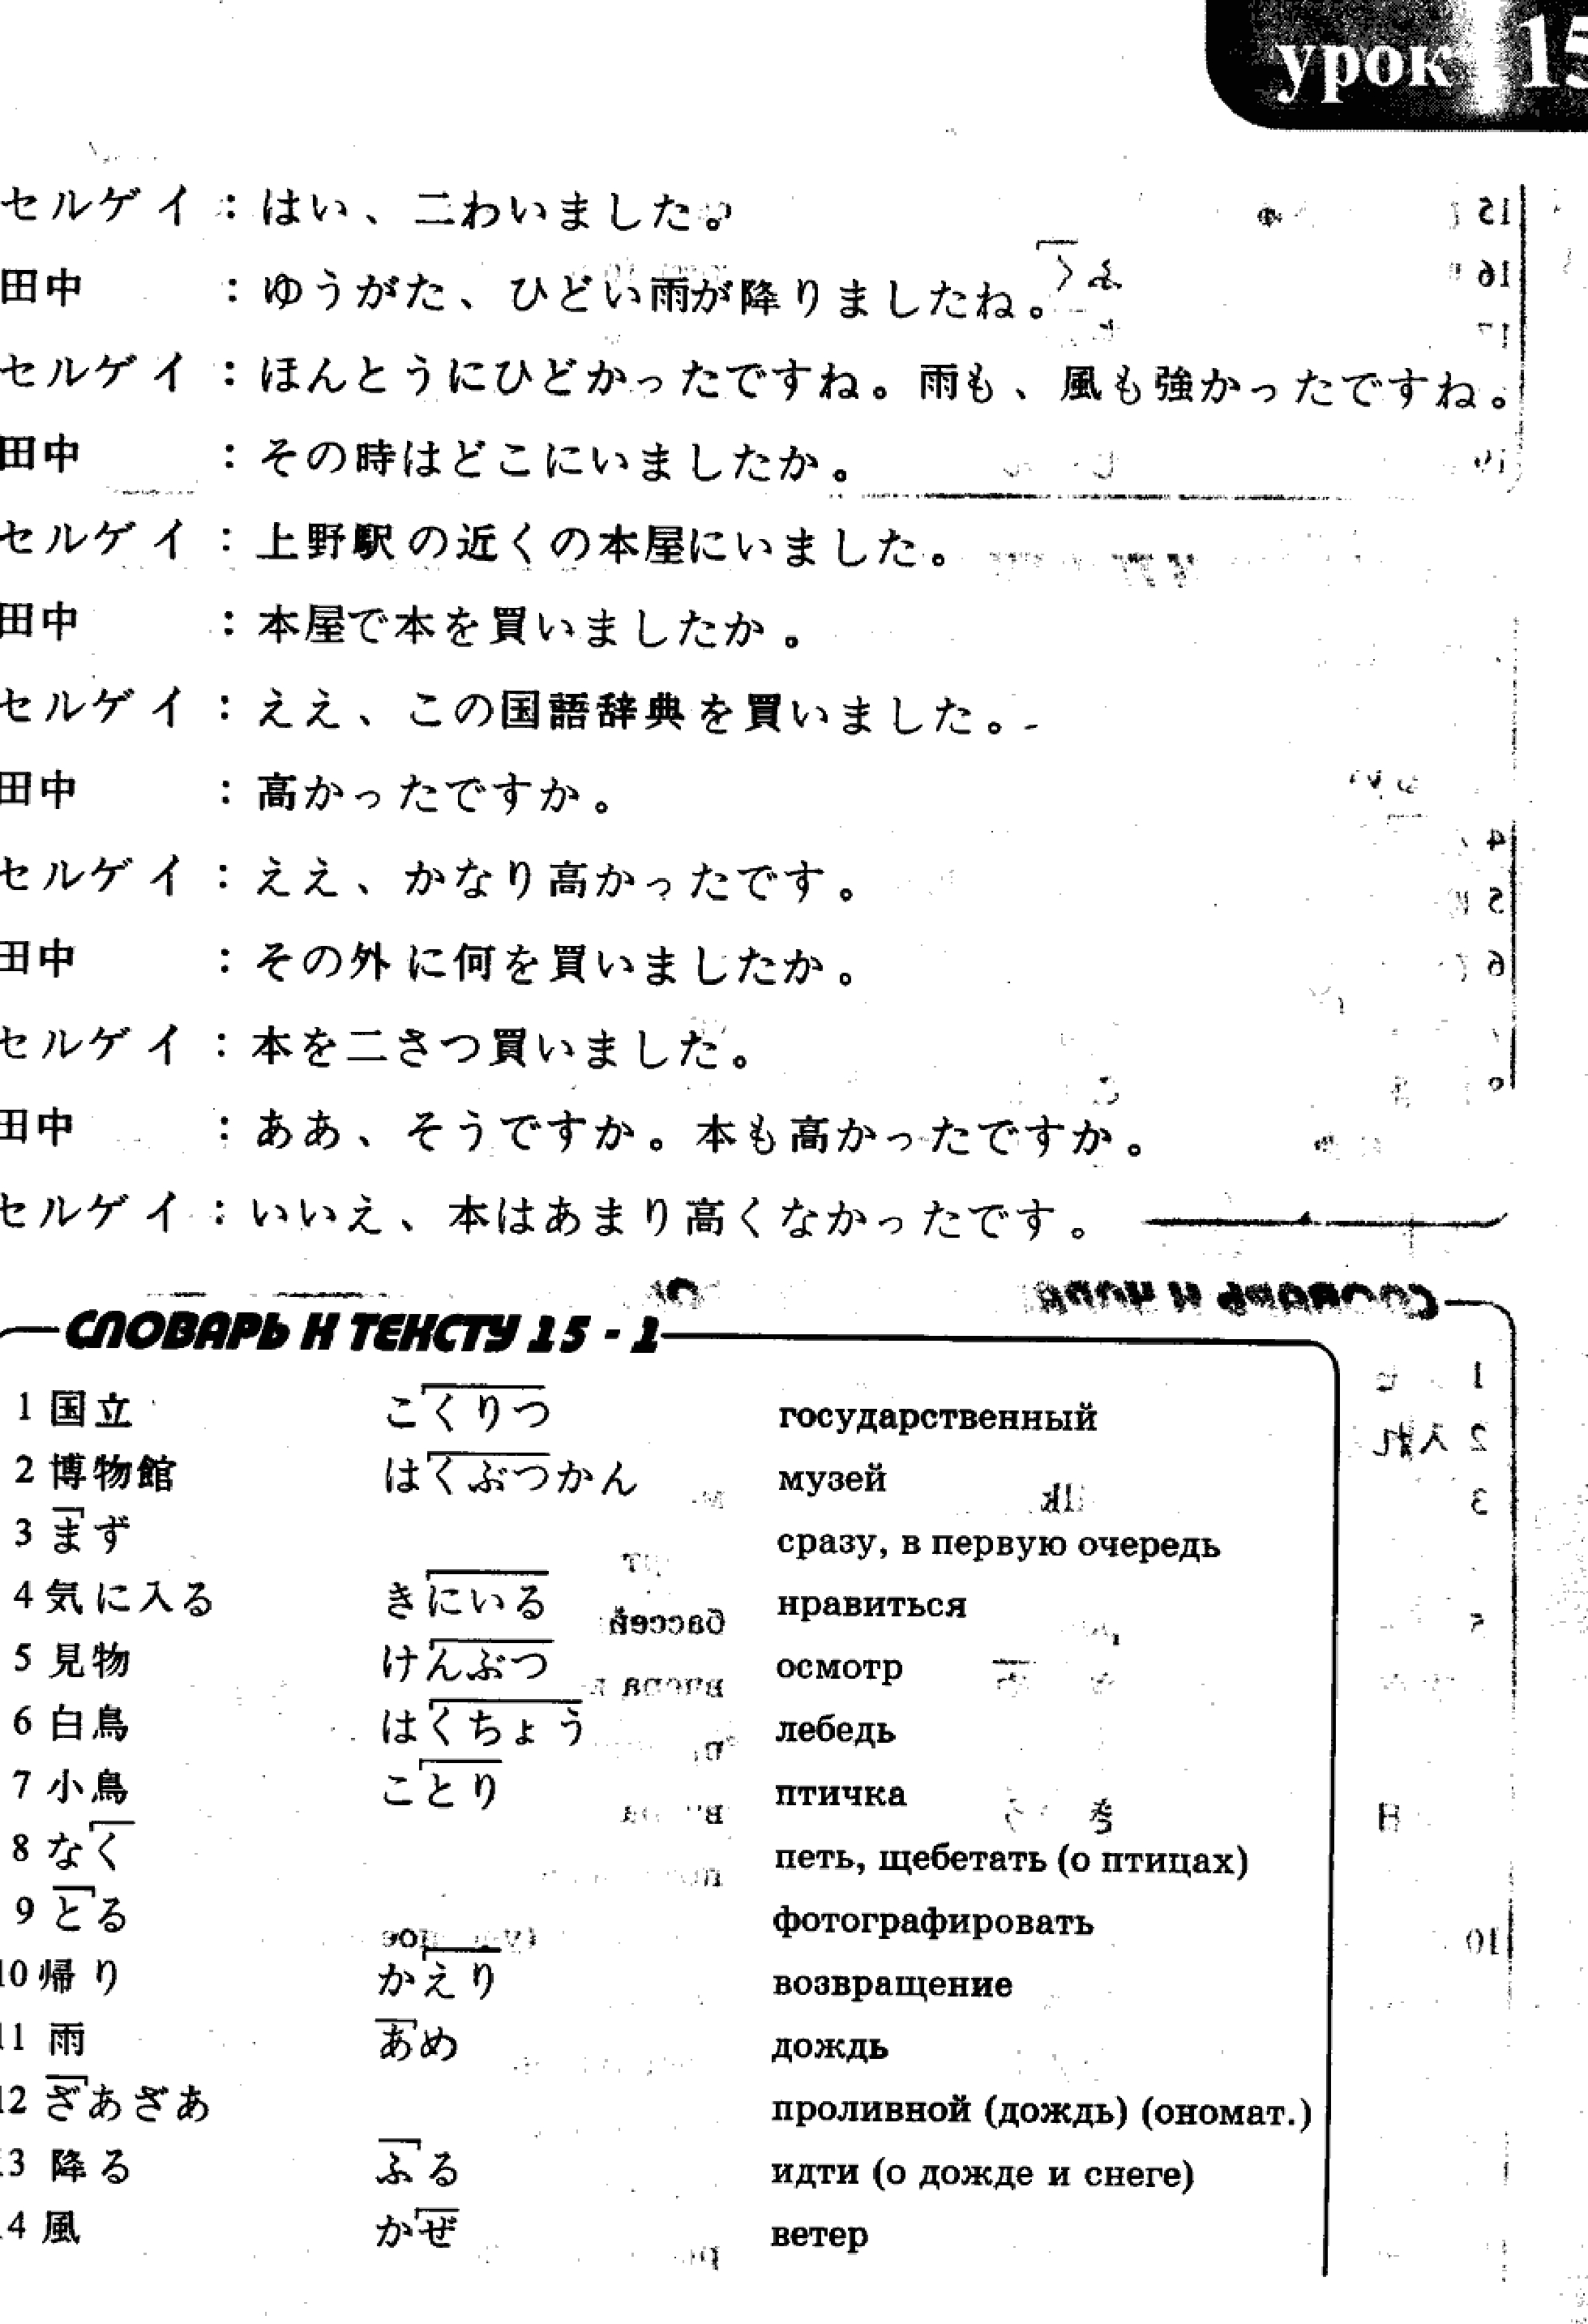 урок 15
セルゲイ：はい、二わいました。
田中：ゆうがた、ひどい雨が降りましたね。
セルゲイ：ほんとうにひどかったですね。雨も、風も強かったですね。
田中：その時はどこにいましたか。
セルゲイ：上野駅の近くの本屋にいました。
田中：本屋で本を買いましたか。
セルゲイ：ええ、この国語辞典を買いました。
田中：高かったですか。
セルゲイ：ええ、かなり高かったです。
田中：その外に何を買いましたか。
セルゲイ：本を二さつ買いました。
田中：ああ、そうですか。本も高かったですか。
セルゲイ：いいえ、本はあまり高くなかったです。
СЛОВАРЬ К ТЕКСТУ 15 - 1
1 国立 こくりつ государственный
2 博物館 はくぶつかん музей
3 まず сразу, в первую очередь
4 気に入る きにいる нравиться
5 見物 けんぶつ осмотр
6 白鳥 はくちょう лебедь
7 小鳥 ことり птичка
8 なく петь, щебетать (о птицах)
9 とる фотографировать
10 帰り かえり возвращение
11 雨 あめ дождь
12 ざあざあ проливной (дождь) (ономат.)
13 降る ふる идти (о дожде и снеге)
14 風 かぜ ветер